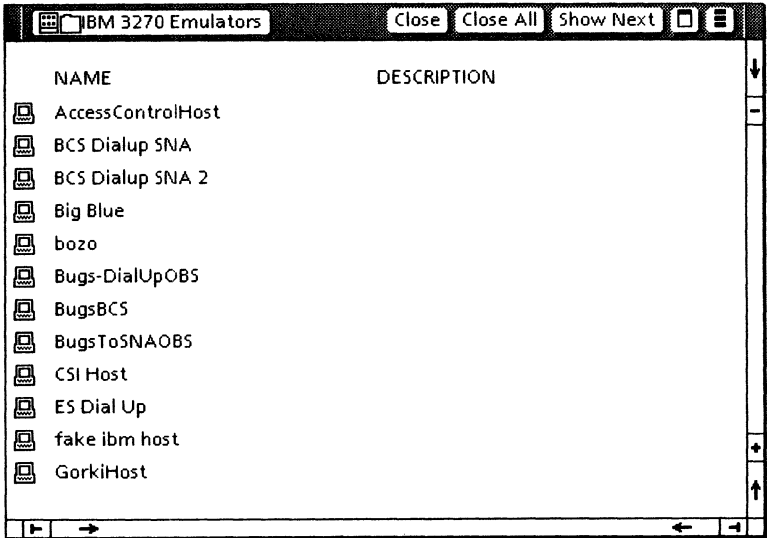 IBM 3270 Emulators Close Close All Show Next
NAME DESCRIPTION
AccessControlHost
BCS Dialup SNA
BCS Dialup SNA 2
Big Blue
bozo
Bugs-DialUpOBS
BugsBCS
BugsToSNAOBS
CSI Host
ES Dial Up
fake ibm host
GorkiHost